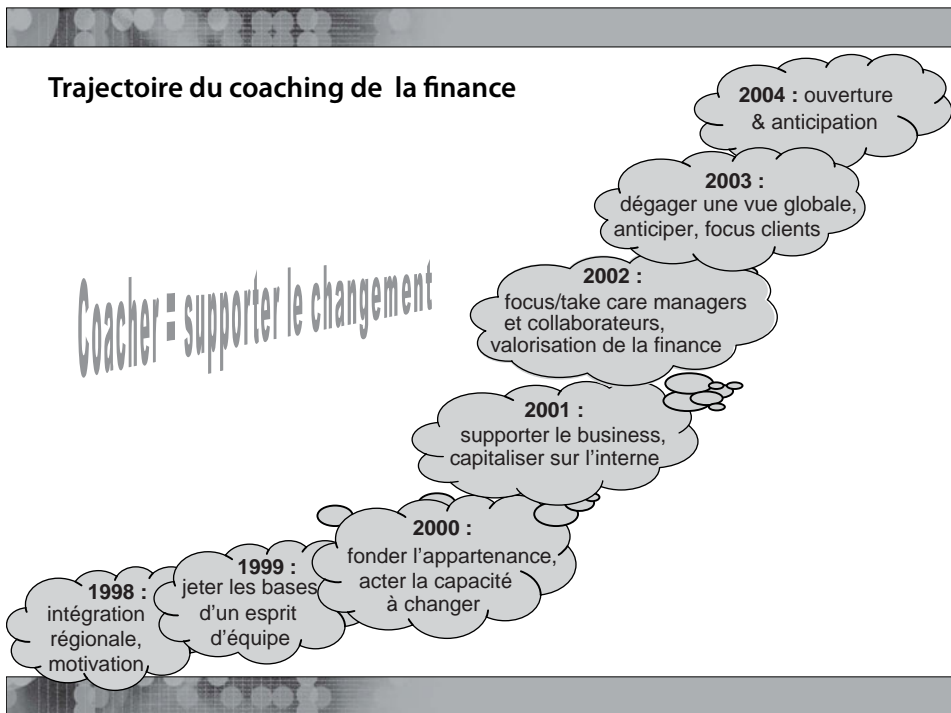 Trajectoire du coaching de la finance
2004 : ouverture
& anticipation
2003 :
dégager une vue globale,
anticiper, focus clients
2002 :
focus/take care managers
et collaborateurs,
valorisation de la finance
Coacher = supporter le changement
2001 :
supporter le business,
capitaliser sur l'interne
2000 :
fonder l'appartenance,
acter la capacité
à changer
1999 :
jeter les bases
d'un esprit
d'équipe
1998 :
intégration
régionale,
motivation